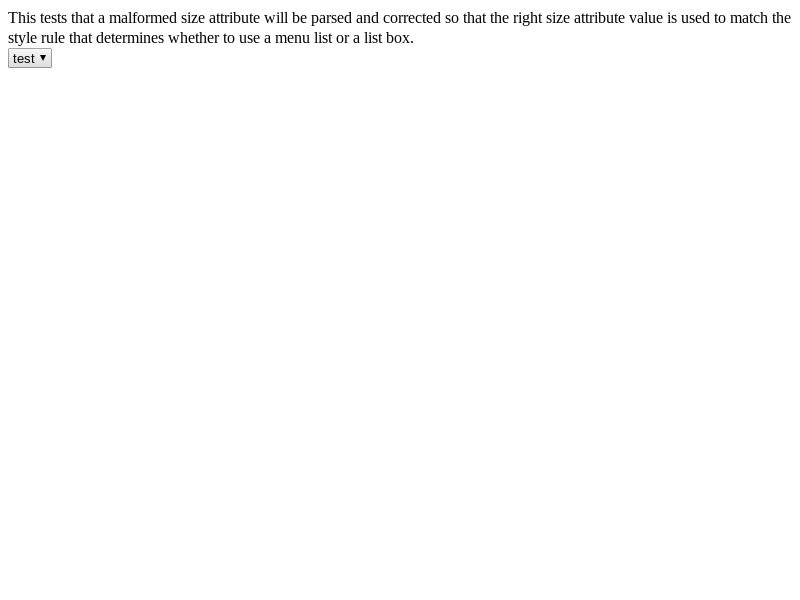 This tests that a malformed size attribute will be parsed and corrected so that the right size attribute value is used to match the
style rule that determines whether to use a menu list or a list box.
test